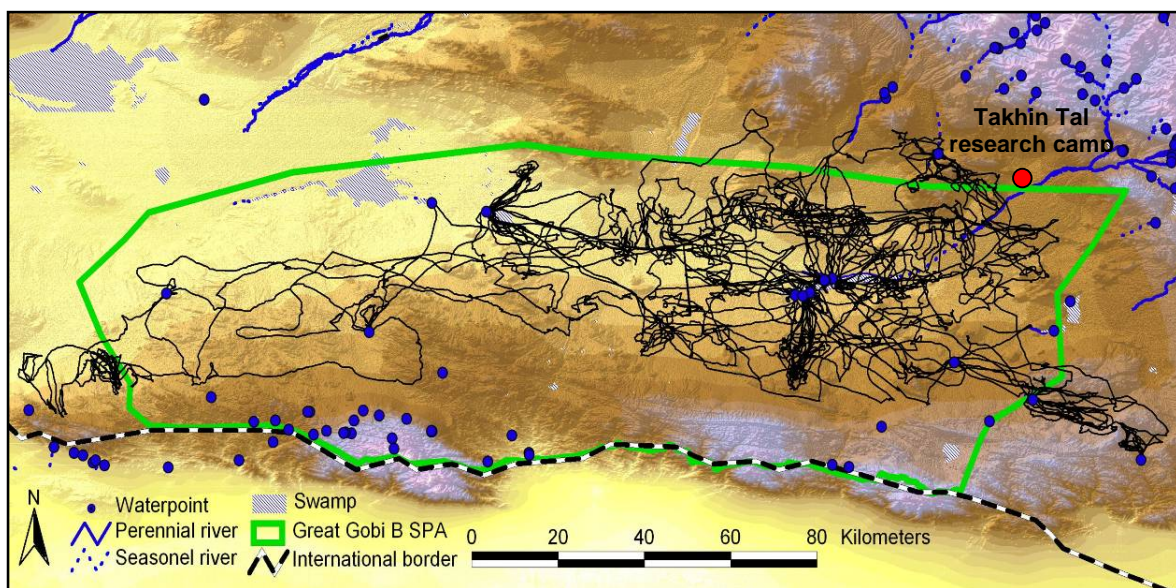 Takhin Tal
research camp
N
Waterpoint
Perennial river
Seasonel river
Swamp
Great Gobi B SPA
International border
0 20 40 60 80 Kilometers